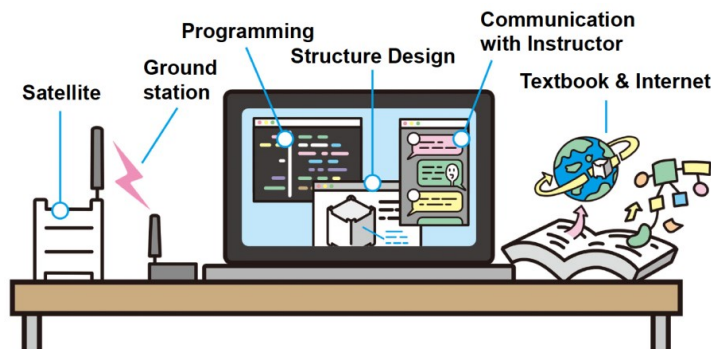 Communication
with Instructor
Programming
Structure Design
Ground
station
Textbook & Internet
Satellite